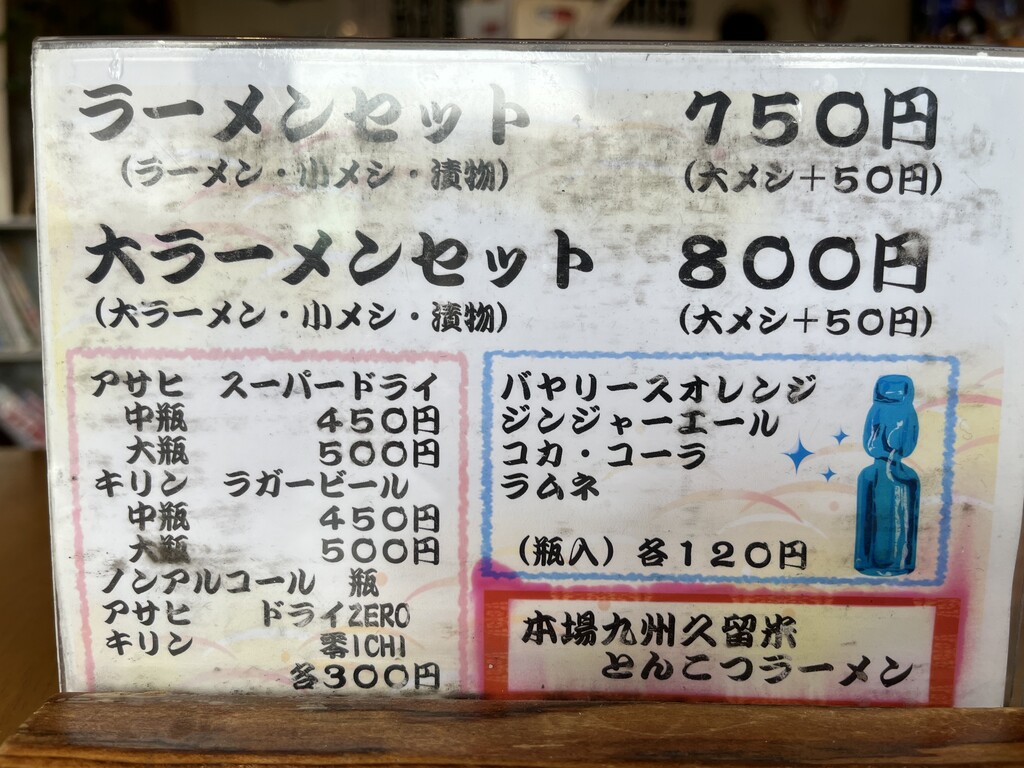 ラーメンセット　７５０円
（ラーメン・小メシ・漬物）　（大メシ＋５０円）
大ラーメンセット　８００円
（大ラーメン・小メシ・漬物）　（大メシ＋５０円）
アサヒ　スーパードライ
中瓶　４５０円
大瓶　５００円
キリン　ラガービール
中瓶　４５０円
大瓶　５００円
ノンアルコール　瓶
アサヒ　ドライZERO
キリン　零ICHI
各３００円
バヤリースオレンジ
ジンジャーエール
コカ・コーラ
ラムネ
（瓶入）各１２０円
本場九州久留米
とんこつラーメン